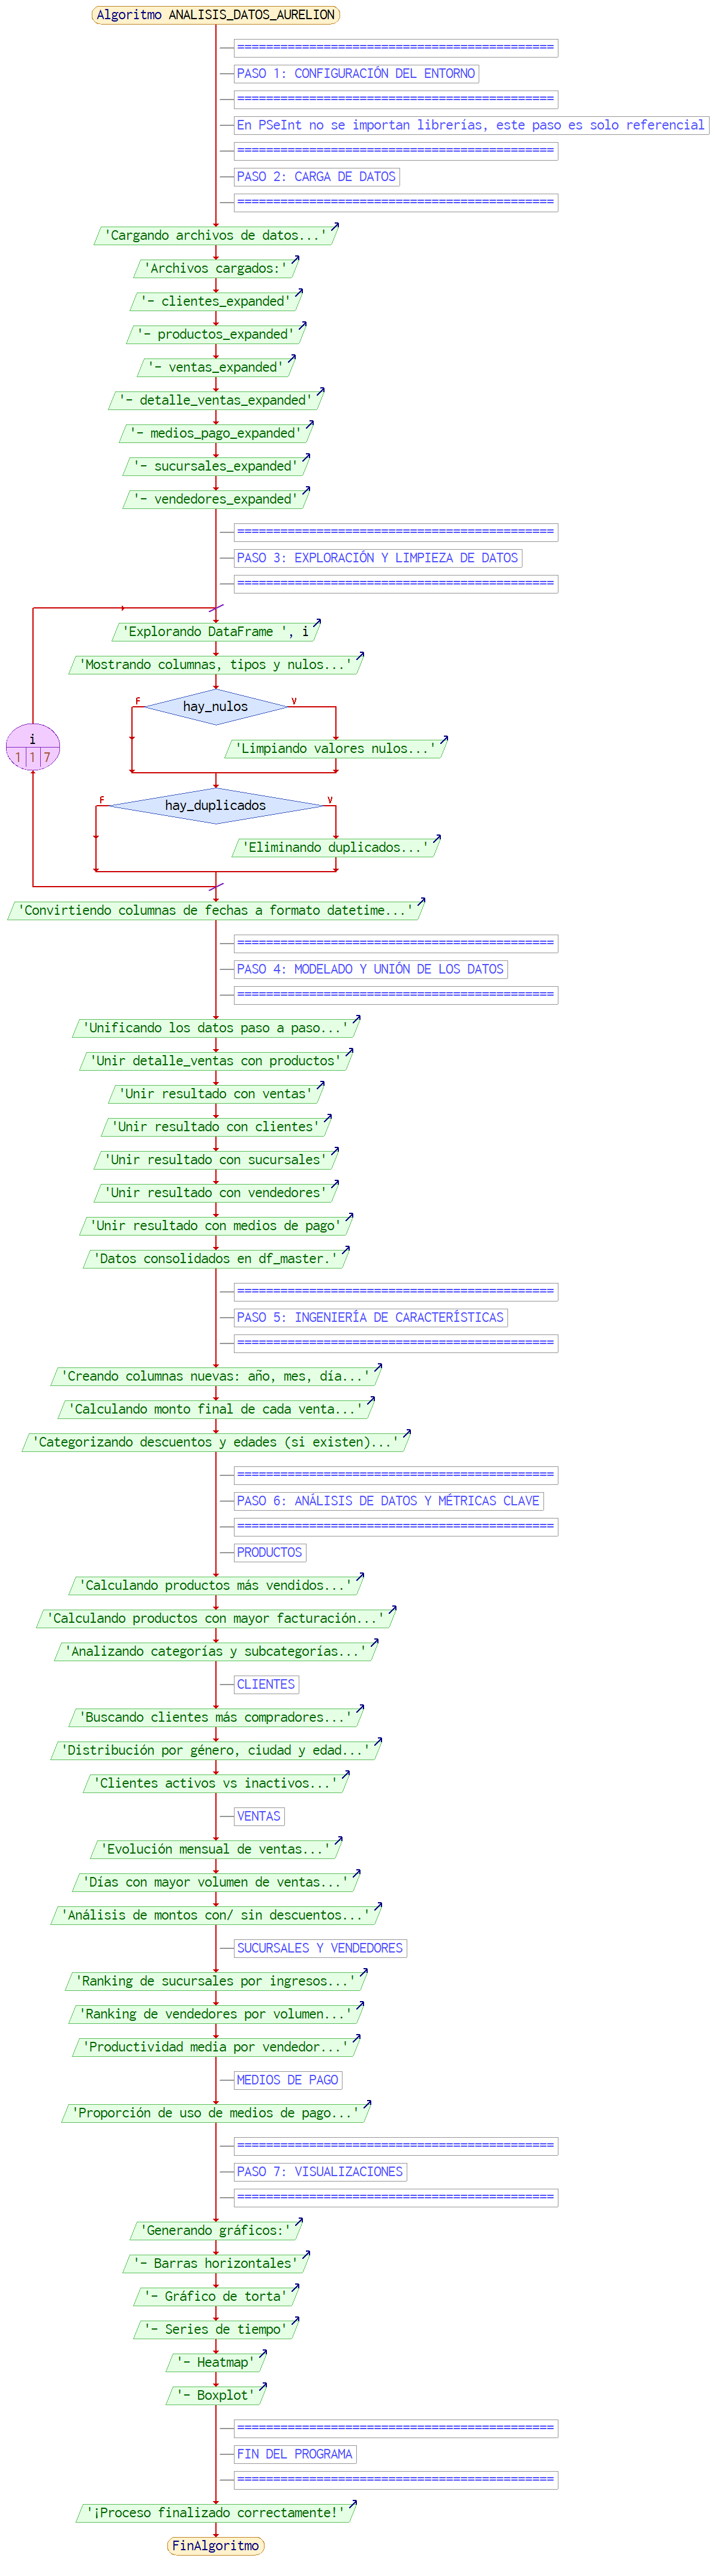 Algoritmo ANALISIS_DATOS_AURELION
============================================
PASO 1: CONFIGURACIÓN DEL ENTORNO
============================================
En PSeInt no se importan librerías, este paso es solo referencial
============================================
PASO 2: CARGA DE DATOS
============================================
'Cargando archivos de datos...'
'Archivos cargados:'
'- clientes_expanded'
'- productos_expanded'
'- ventas_expanded'
'- detalle_ventas_expanded'
'- medios_pago_expanded'
'- sucursales_expanded'
'- vendedores_expanded'
============================================
PASO 3: EXPLORACIÓN Y LIMPIEZA DE DATOS
============================================
'Explorando DataFrame ', i
'Mostrando columnas, tipos y nulos...'
F hay_nulos V
i
1 1 7
'Limpiando valores nulos...'
F hay_duplicados V
'Eliminando duplicados...'
'Convirtiendo columnas de fechas a formato datetime...'
============================================
PASO 4: MODELADO Y UNIÓN DE LOS DATOS
============================================
'Unificando los datos paso a paso...'
'Unir detalle_ventas con productos'
'Unir resultado con ventas'
'Unir resultado con clientes'
'Unir resultado con sucursales'
'Unir resultado con vendedores'
'Unir resultado con medios de pago'
'Datos consolidados en df_master.'
============================================
PASO 5: INGENIERÍA DE CARACTERÍSTICAS
============================================
'Creando columnas nuevas: año, mes, día...'
'Calculando monto final de cada venta...'
'Categorizando descuentos y edades (si existen)...'
============================================
PASO 6: ANÁLISIS DE DATOS Y MÉTRICAS CLAVE
============================================
PRODUCTOS
'Calculando productos más vendidos...'
'Calculando productos con mayor facturación...'
'Analizando categorías y subcategorías...'
CLIENTES
'Buscando clientes más compradores...'
'Distribución por género, ciudad y edad...'
'Clientes activos vs inactivos...'
VENTAS
'Evolución mensual de ventas...'
'Días con mayor volumen de ventas...'
'Análisis de montos con/ sin descuentos...'
SUCURSALES Y VENDEDORES
'Ranking de sucursales por ingresos...'
'Ranking de vendedores por volumen...'
'Productividad media por vendedor...'
MEDIOS DE PAGO
'Proporción de uso de medios de pago...'
============================================
PASO 7: VISUALIZACIONES
============================================
'Generando gráficos:'
'- Barras horizontales'
'- Gráfico de torta'
'- Series de tiempo'
'- Heatmap'
'- Boxplot'
============================================
FIN DEL PROGRAMA
============================================
'¡Proceso finalizado correctamente!'
FinAlgoritmo